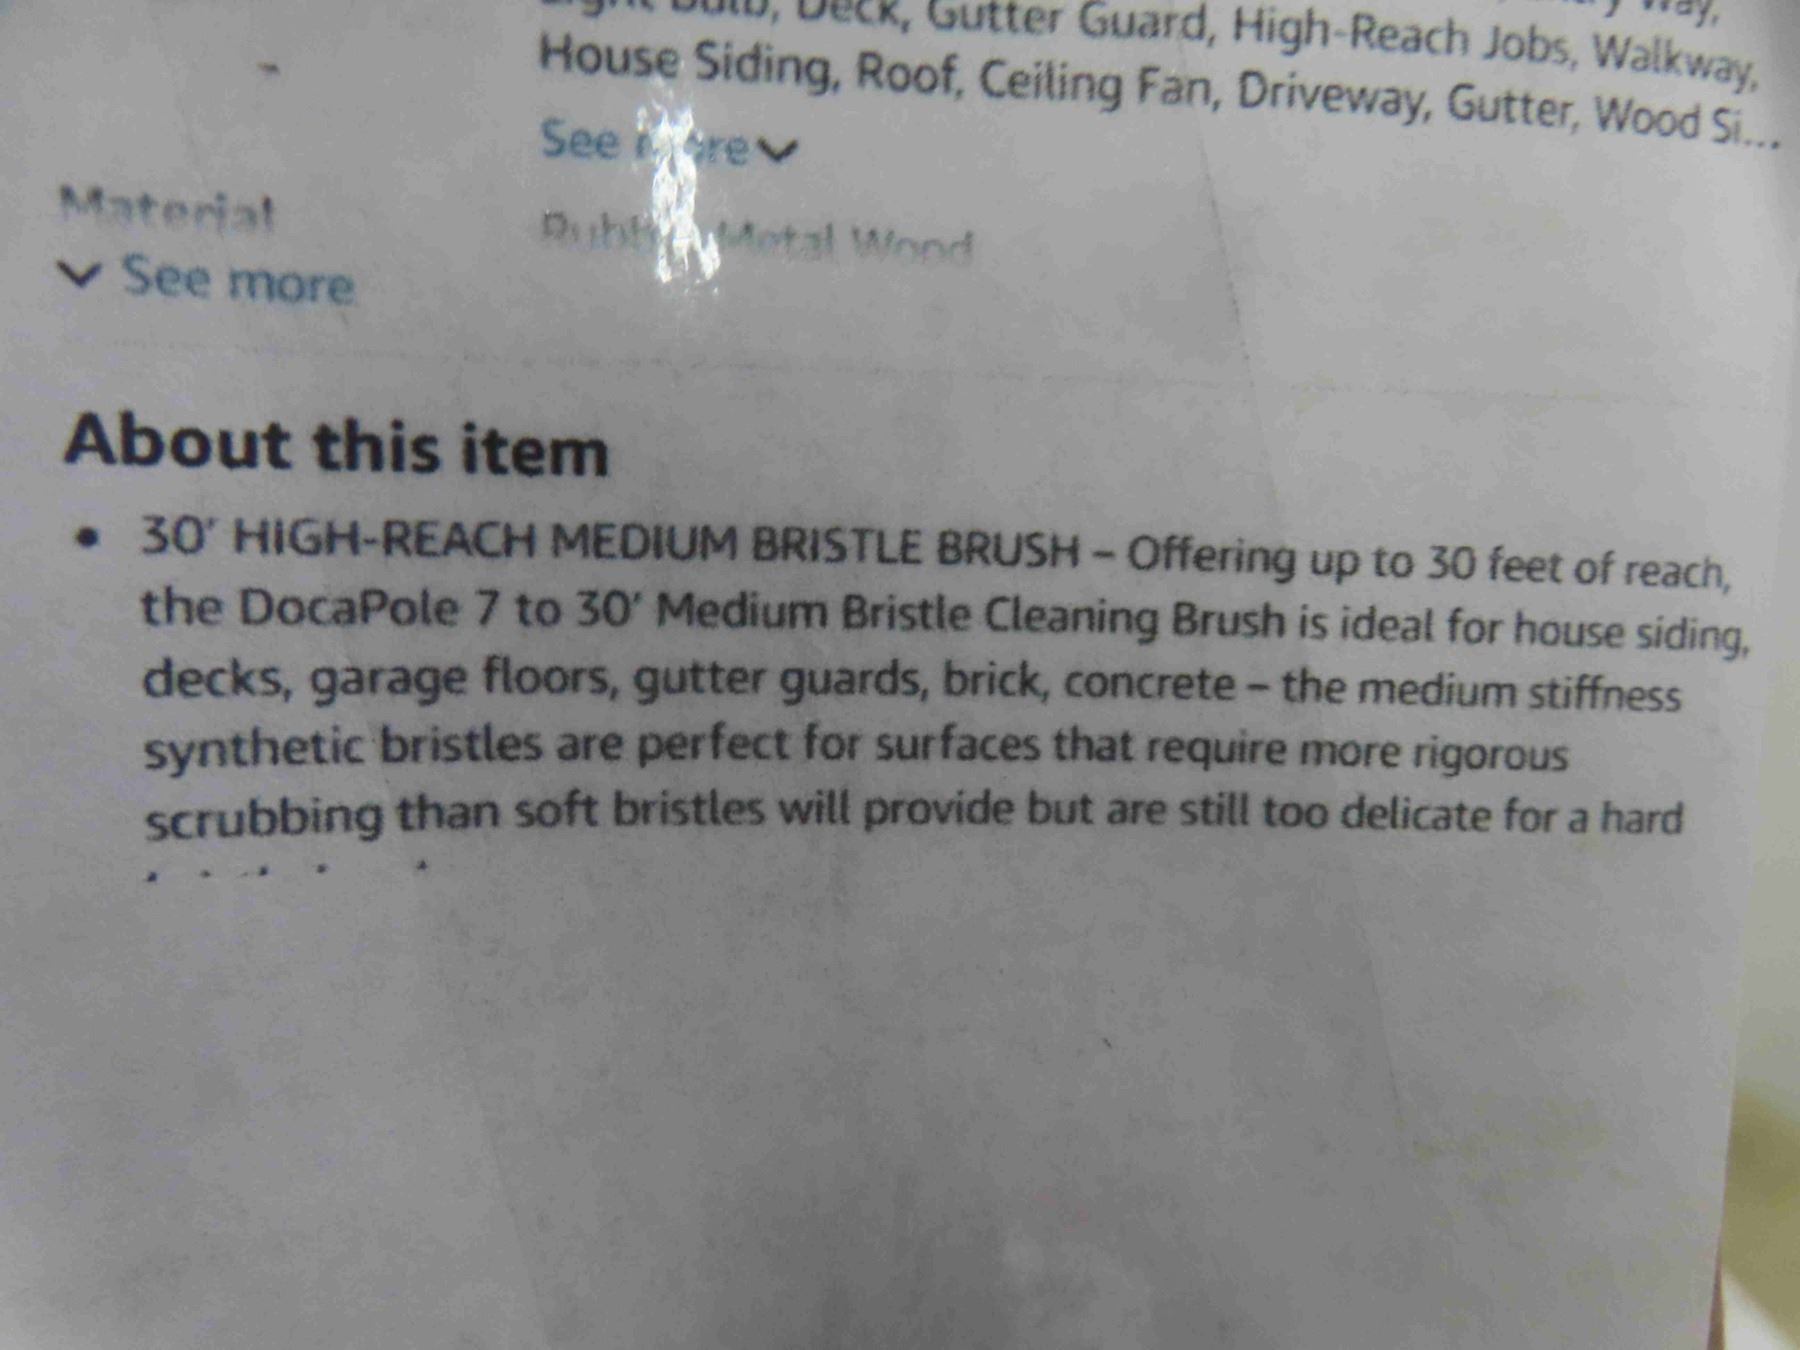 Deck, Gutter Guard, High-Reach Jobs, Walkway,
House Siding, Roof, Ceiling Fan, Driveway, Gutter, Wood Si...
See more
Material
Metal Wood
See more
About this item
• 30' HIGH-REACH MEDIUM BRISTLE BRUSH – Offering up to 30 feet of reach,
the DocaPole 7 to 30' Medium Bristle Cleaning Brush is ideal for house siding,
decks, garage floors, gutter guards, brick, concrete – the medium stiffness
synthetic bristles are perfect for surfaces that require more rigorous
scrubbing than soft bristles will provide but are still too delicate for a hard